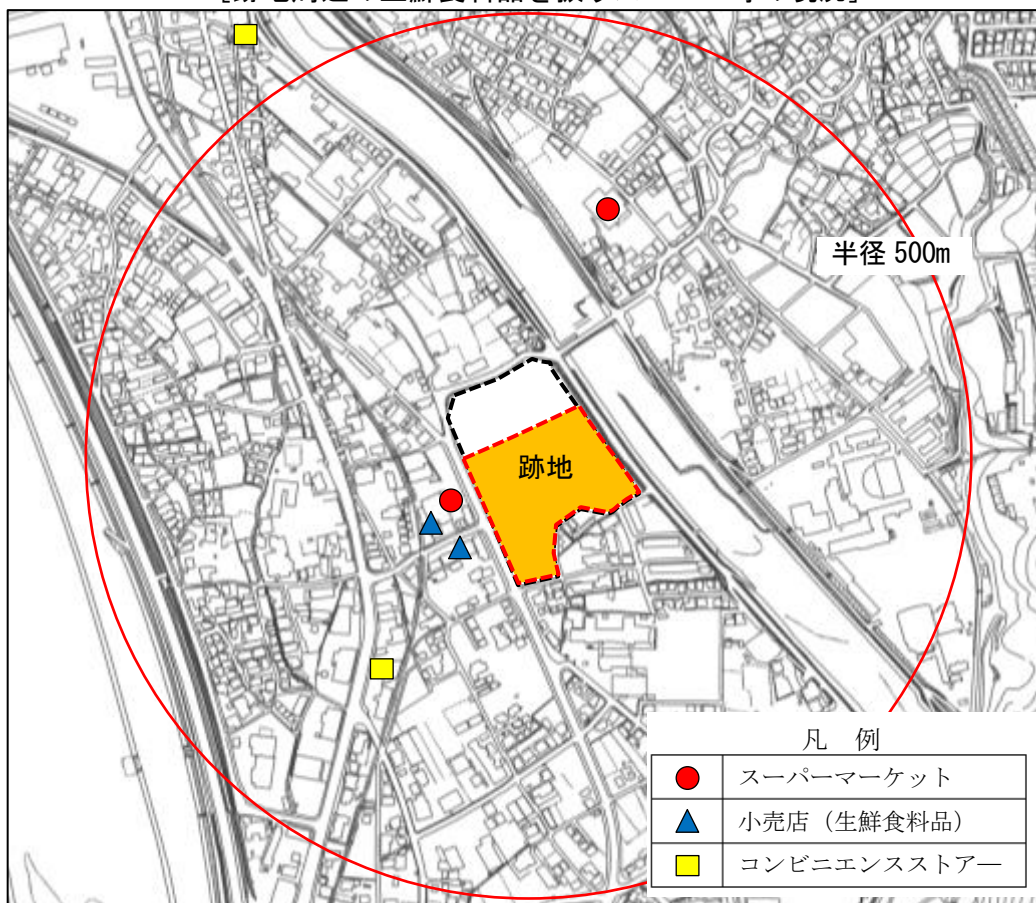 半径 500m
跡地
凡 例
スーパーマーケット
小売店（生鮮食料品）
コンビニエンスストアー